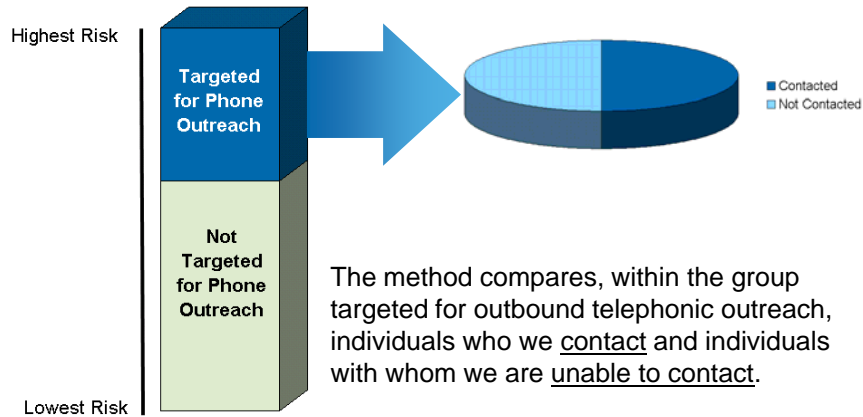 Highest Risk
Targeted
for Phone
Outreach
Contacted
Not Contacted
Not
Targeted
for Phone
Outreach
The method compares, within the group
targeted for outbound telephonic outreach,
individuals who we contact and individuals
with whom we are unable to contact.
Lowest Risk